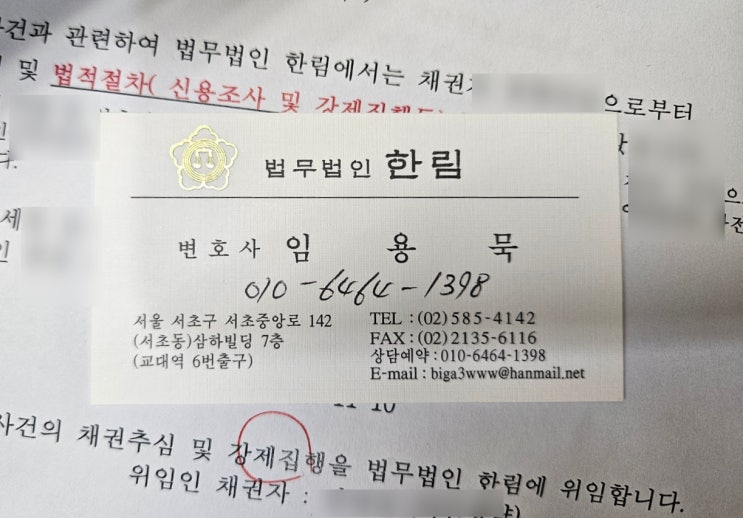 사건과 관련하여 법무법인 한림에서는 채권
및 법적절차( 신용조사 및 강제집행등)
으로부터
법무법인 한림
변호사 임 용 묵
010-6464-1398
서울 서초구 서초중앙로 142
(서초동)삼하빌딩 7층
(교대역 6번출구)
TEL : (02) 585-4142
FAX : (02) 2135-6116
상담예약 : 010-6464-1398
E-mail : biga3www@hanmail.net
사건의 채권추심 및 강제집행을 법무법인 한림에 위임합니다.
위임인 채권자 :